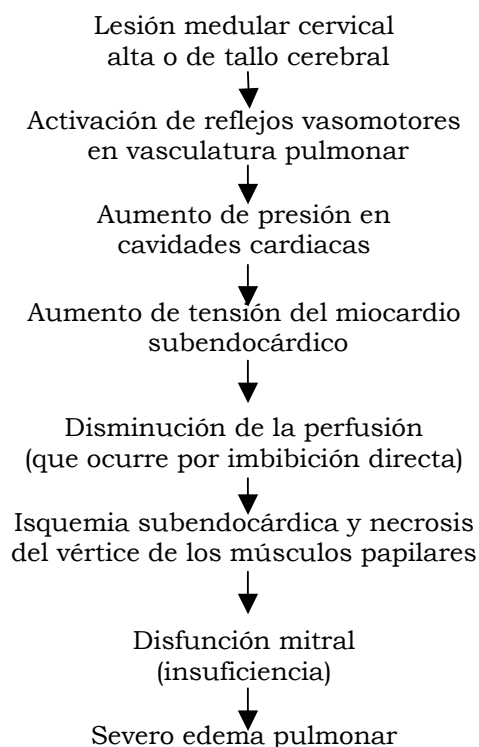 Lesión medular cervical
alta o de tallo cerebral
Activación de reflejos vasomotores
en vasculatura pulmonar
Aumento de presión en
cavidades cardiacas
Aumento de tensión del miocardio
subendocárdico
Disminución de la perfusión
(que ocurre por imbibición directa)
Isquemia subendocárdica y necrosis
del vértice de los músculos papilares
Disfunción mitral
(insuficiencia)
Severo edema pulmonar